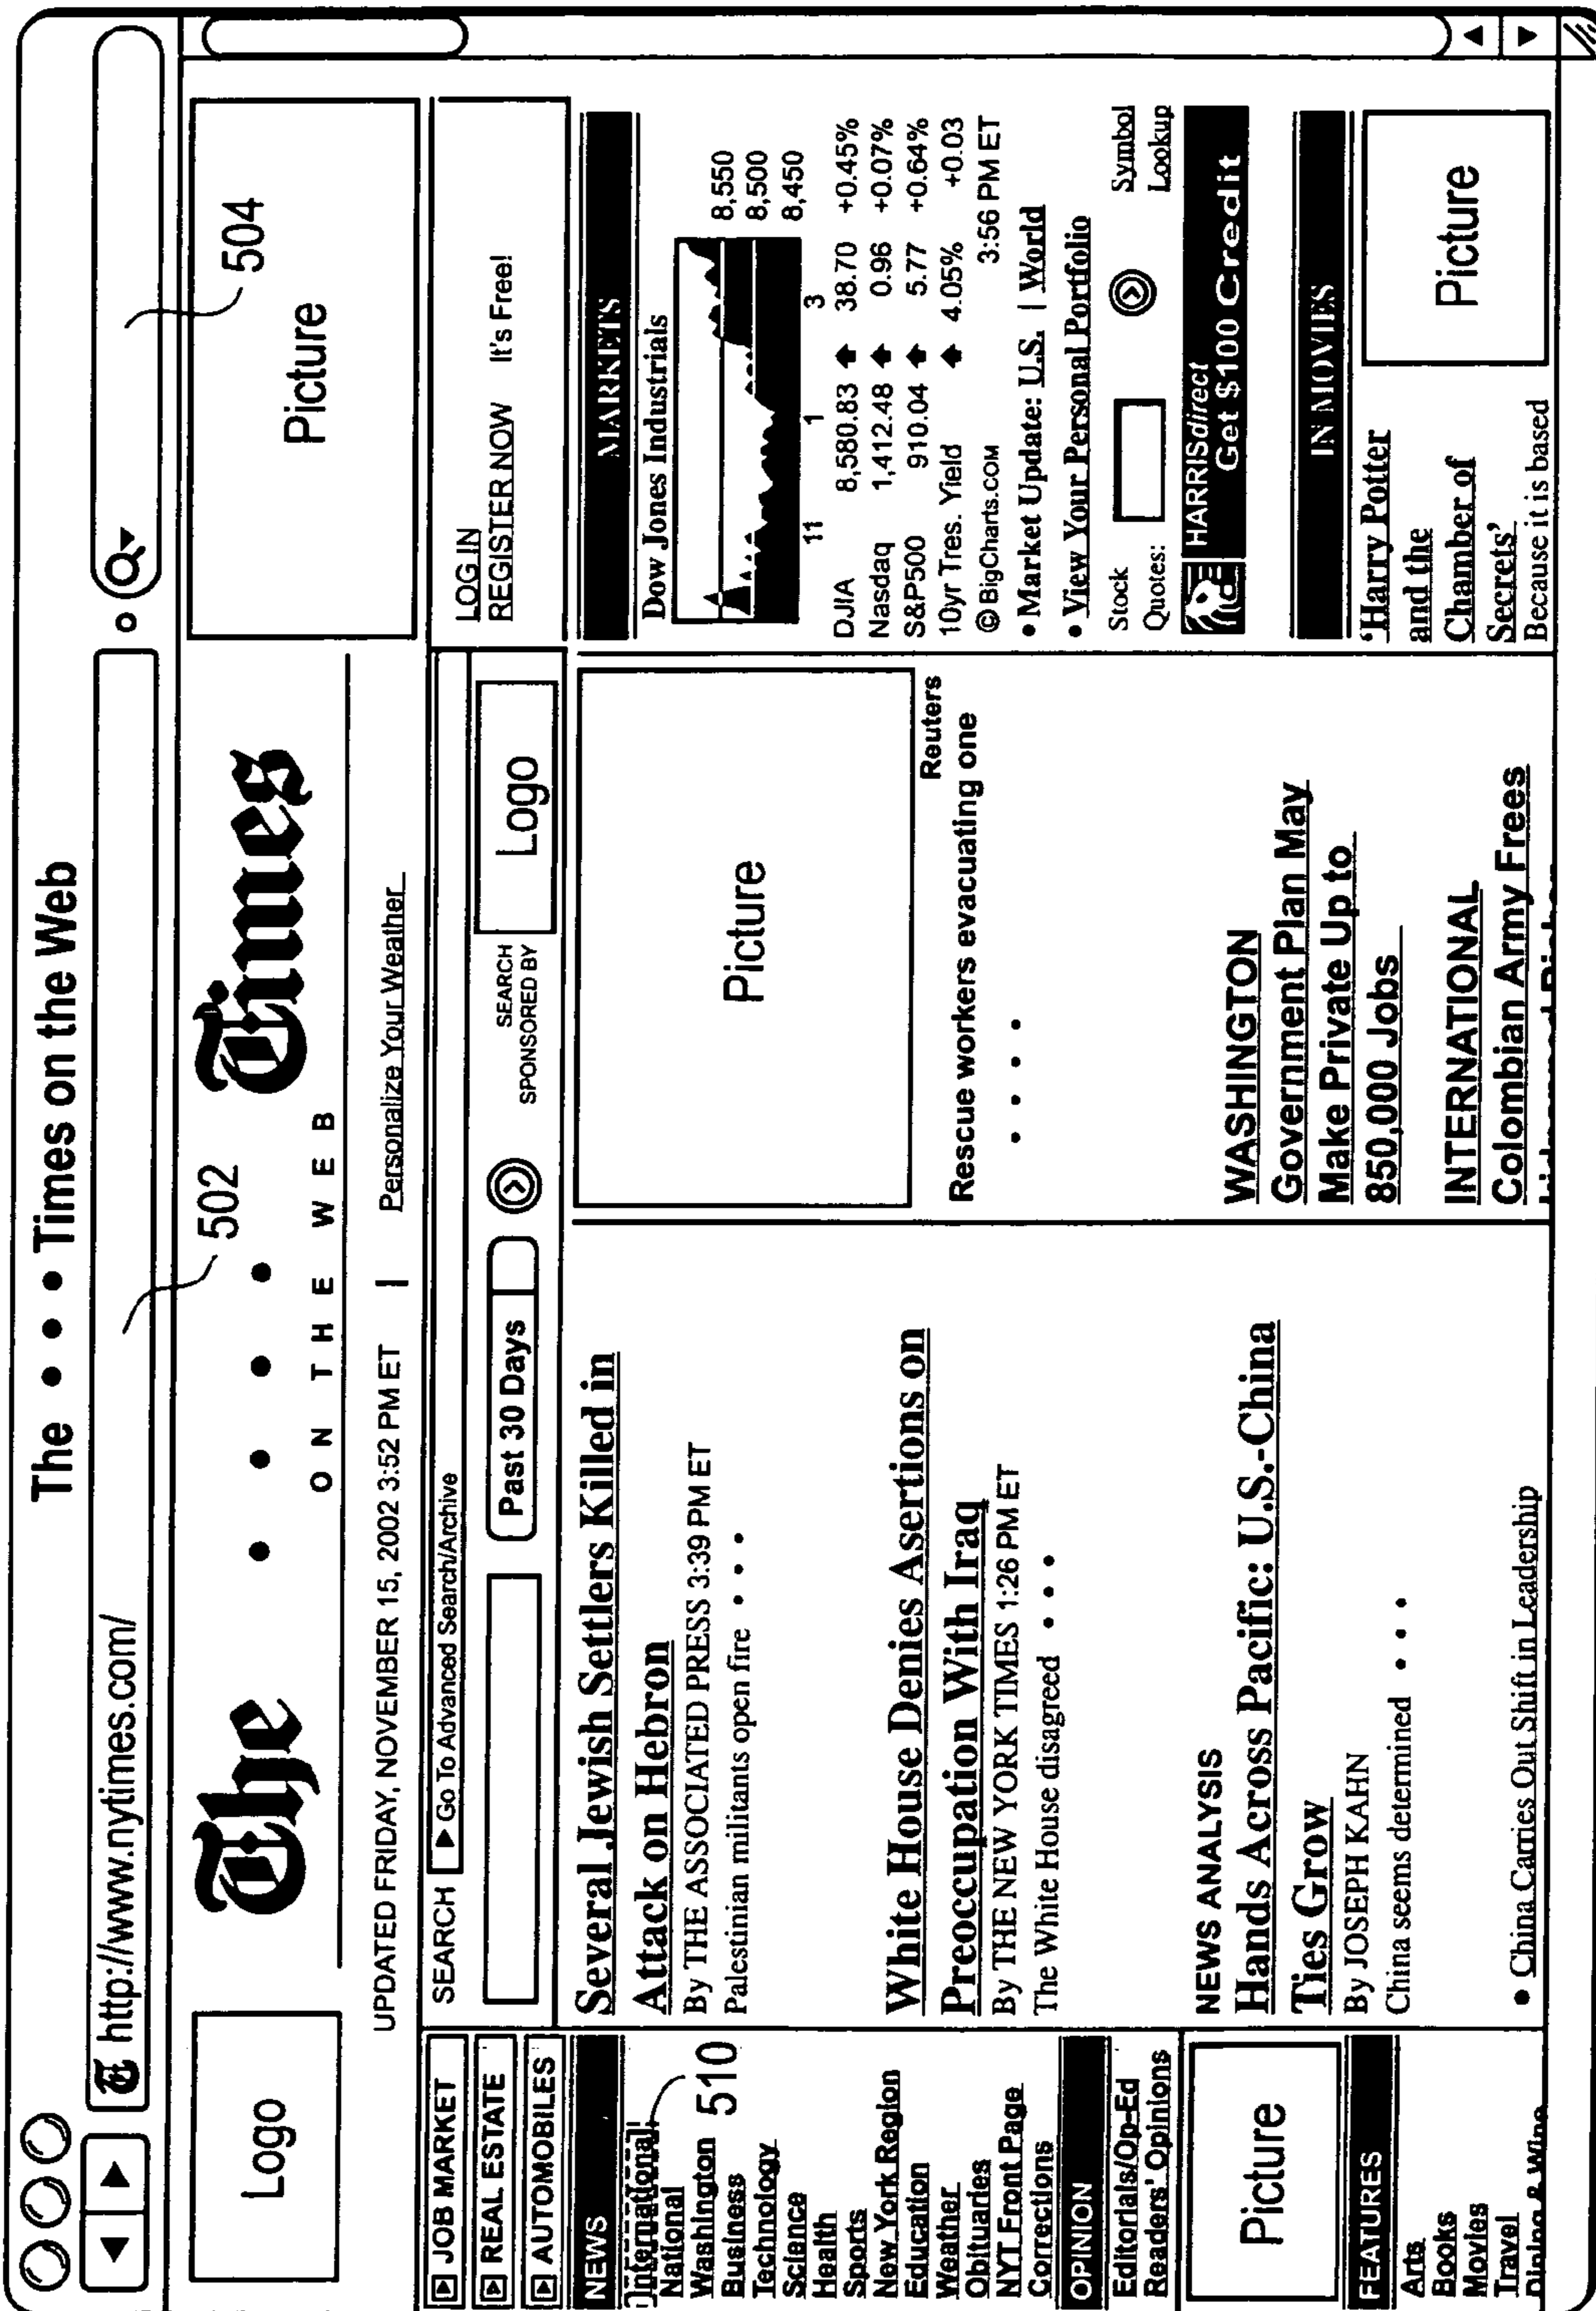 The • • • Times on the Web
http://www.nytimes.com/
502
504
Logo
The • • • • Times
ON THE WEB
Picture
UPDATED FRIDAY, NOVEMBER 15, 2002 3:52 PM ET | Personalize Your Weather
LOG IN
REGISTER NOW It's Free!
JOB MARKET
REAL ESTATE
AUTOMOBILES
SEARCH ▶ Go To Advanced Search/Archive
Past 30 Days
SEARCH
SPONSORED BY
Logo
NEWS
International
510
National
Washington
Business
Technology
Science
Health
Sports
New York Region
Education
Weather
Obituaries
NYT Front Page
Corrections
OPINION
Editorials/Op-Ed
Readers' Opinions
Picture
FEATURES
Arts
Books
Movies
Travel
Dining & Wine
Several Jewish Settlers Killed in
Attack on Hebron
By THE ASSOCIATED PRESS 3:39 PM ET
Palestinian militants open fire • • •
White House Denies Asertions on
Preoccupation With Iraq
By THE NEW YORK TIMES 1:26 PM ET
The White House disagreed • • •
NEWS ANALYSIS
Hands Across Pacific: U.S.-China
Ties Grow
By JOSEPH KAHN
China seems determined • • •
• China Carries Out Shift in Leadership
Picture
Reuters
Rescue workers evacuating one
• • • •
WASHINGTON
Government Plan May
Make Private Up to
850,000 Jobs
INTERNATIONAL
Colombian Army Frees
MARKETS
Dow Jones Industrials
8,550
8,500
8,450
11 1 3
DJIA 8,580.83 38.70 +0.45%
Nasdaq 1,412.48 0.96 +0.07%
S&P500 910.04 5.77 +0.64%
10yr Tres. Yield 4.05% +0.03
© BigCharts.COM 3:56 PM ET
• Market Update: U.S. | World
• View Your Personal Portfolio
Stock
Quotes:
Symbol
Lookup
HARRISdirect
Get $100 Credit
IN MOVIES
'Harry Potter
and the
Chamber of
Secrets'
Because it is based
Picture